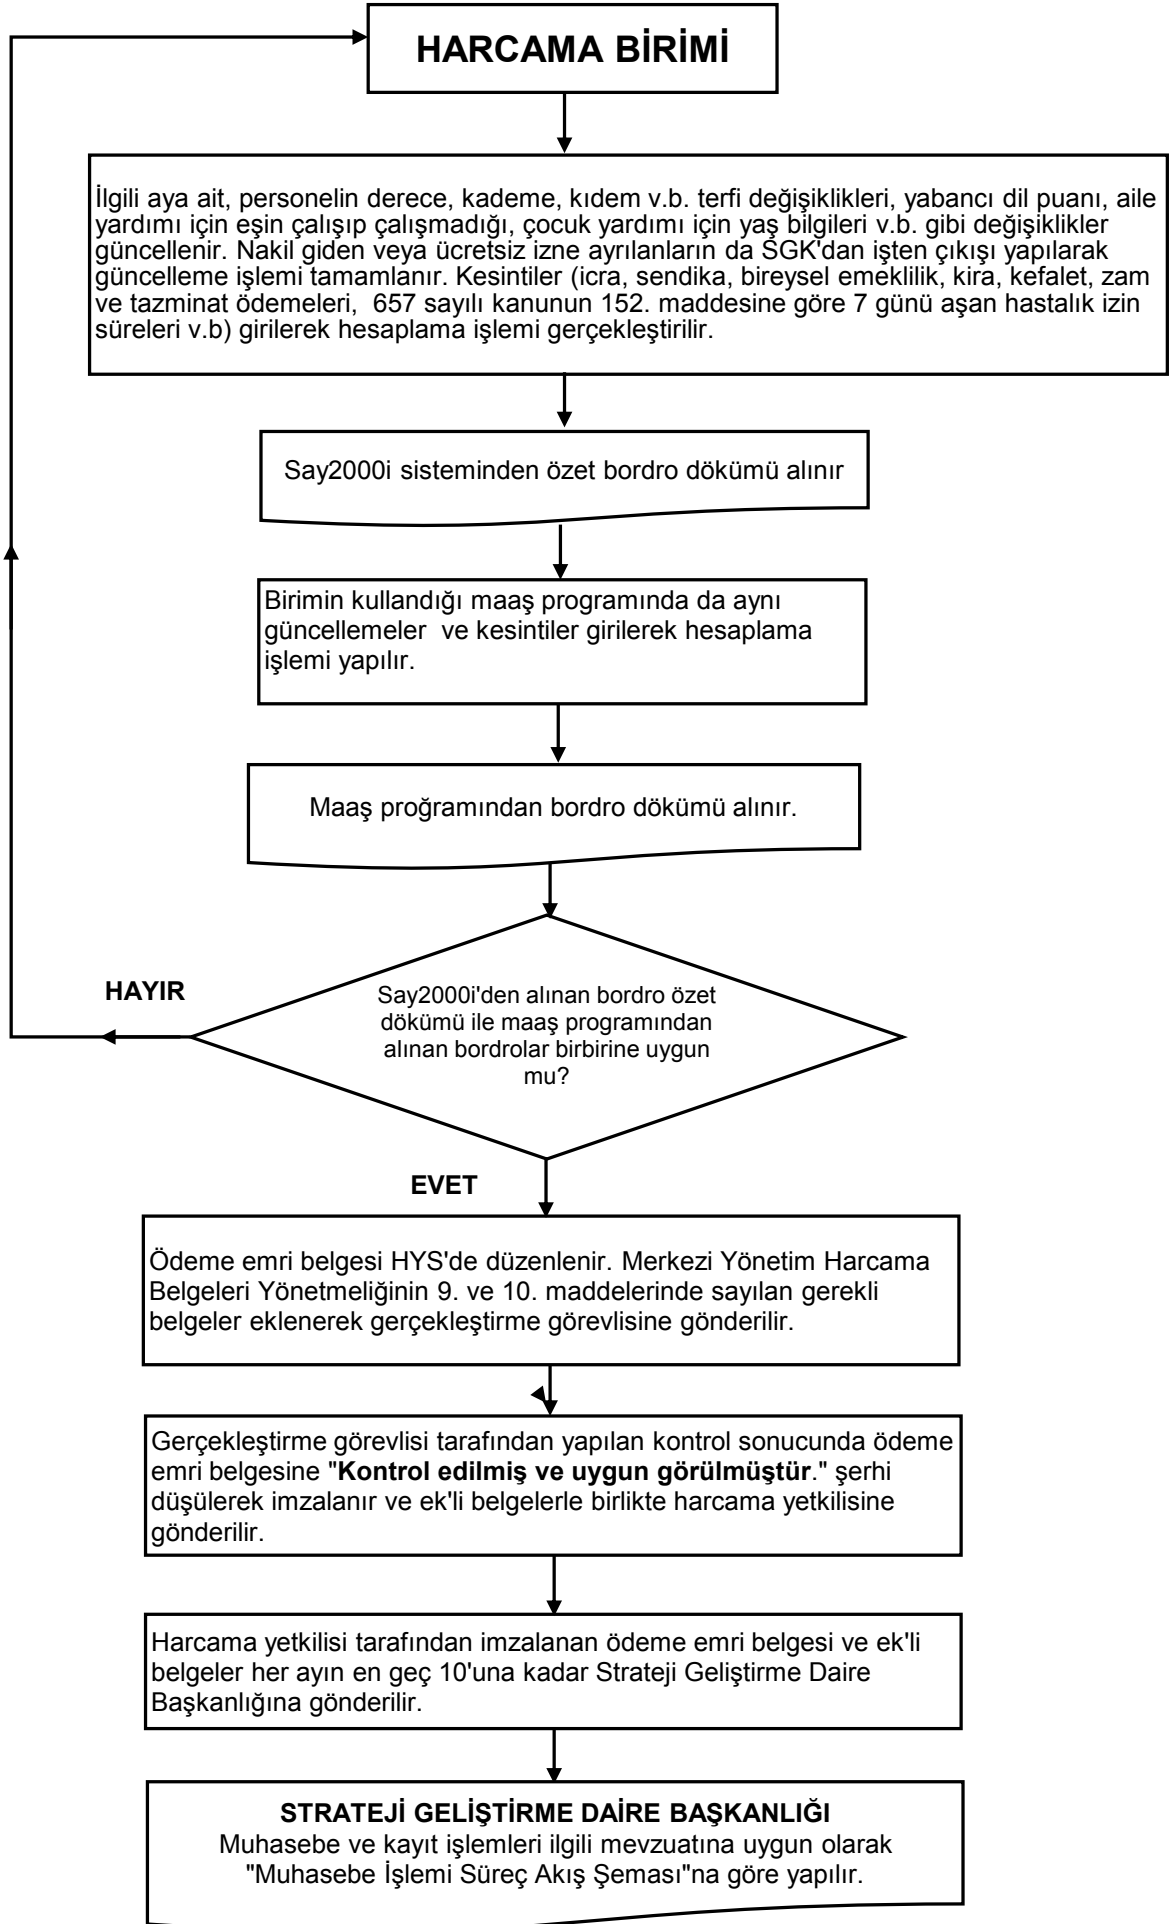 HARCAMA BİRİMİ
İlgili aya ait, personelin derece, kademe, kıdem v.b. terfi değişiklikleri, yabancı dil puanı, aile
yardımı için eşin çalışıp çalışmadığı, çocuk yardımı için yaş bilgileri v.b. gibi değişiklikler
güncellenir. Nakil giden veya ücretsiz izne ayrılanların da SGK'dan işten çıkışı yapılarak
güncelleme işlemi tamamlanır. Kesintiler (icra, sendika, bireysel emeklilik, kira, kefalet, zam
ve tazminat ödemeleri,  657 sayılı kanunun 152. maddesine göre 7 günü aşan hastalık izin
süreleri v.b) girilerek hesaplama işlemi gerçekleştirilir.
Say2000i sisteminden özet bordro dökümü alınır
Birimin kullandığı maaş programında da aynı
güncellemeler  ve kesintiler girilerek hesaplama
işlemi yapılır.
Maaş proğramından bordro dökümü alınır.
HAYIR
Say2000i'den alınan bordro özet
dökümü ile maaş programından
alınan bordrolar birbirine uygun
mu?
EVET
Ödeme emri belgesi HYS'de düzenlenir. Merkezi Yönetim Harcama
Belgeleri Yönetmeliğinin 9. ve 10. maddelerinde sayılan gerekli
belgeler eklenerek gerçekleştirme görevlisine gönderilir.
Gerçekleştirme görevlisi tarafından yapılan kontrol sonucunda ödeme
emri belgesine "Kontrol edilmiş ve uygun görülmüştür." şerhi
düşülerek imzalanır ve ek'li belgelerle birlikte harcama yetkilisine
gönderilir.
Harcama yetkilisi tarafından imzalanan ödeme emri belgesi ve ek'li
belgeler her ayın en geç 10'una kadar Strateji Geliştirme Daire
Başkanlığına gönderilir.
STRATEJİ GELİŞTİRME DAİRE BAŞKANLIĞI
Muhasebe ve kayıt işlemleri ilgili mevzuatına uygun olarak
"Muhasebe İşlemi Süreç Akış Şeması"na göre yapılır.